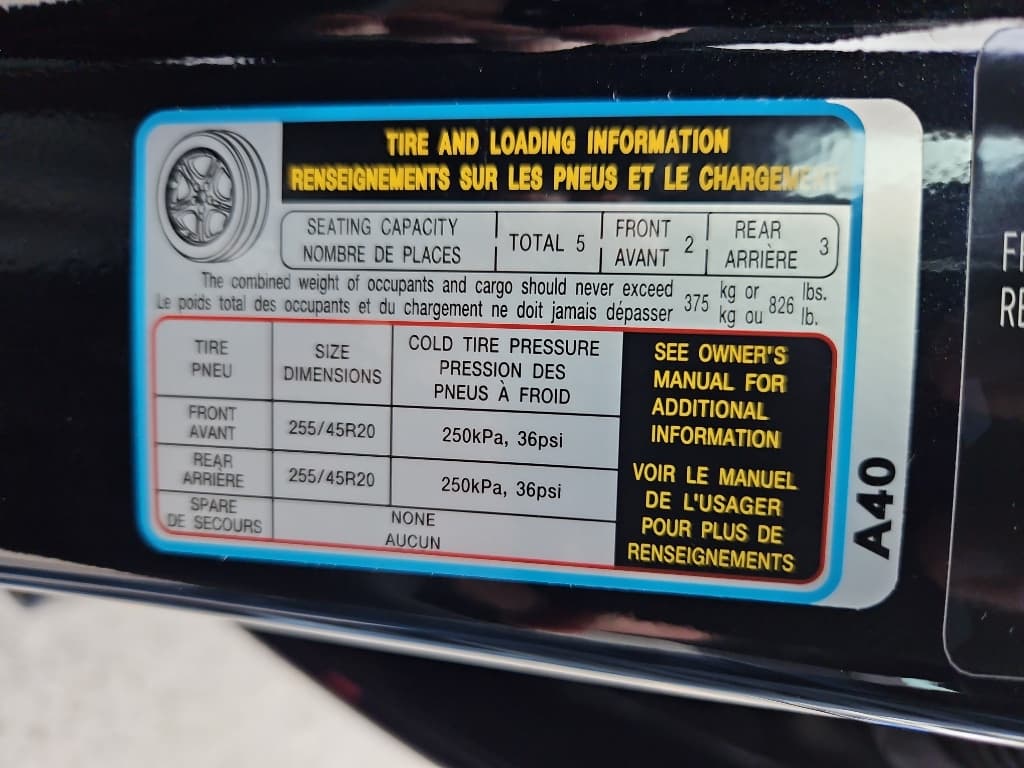 TIRE AND LOADING INFORMATION
RENSEIGNEMENTS SUR LES PNEUS ET LE CHARGEMENT
SEATING CAPACITY
NOMBRE DE PLACES
TOTAL 5
FRONT
AVANT 2
REAR
ARRIÈRE 3
The combined weight of occupants and cargo should never exceed 375 kg or 826 lbs.
Le poids total des occupants et du chargement ne doit jamais dépasser kg ou lb.
TIRE
PNEU
SIZE
DIMENSIONS
COLD TIRE PRESSURE
PRESSION DES
PNEUS À FROID
FRONT
AVANT
255/45R20
250kPa, 36psi
REAR
ARRIÈRE
255/45R20
250kPa, 36psi
SPARE
DE SECOURS
NONE
AUCUN
SEE OWNER'S
MANUAL FOR
ADDITIONAL
INFORMATION
VOIR LE MANUEL
DE L'USAGER
POUR PLUS DE
RENSEIGNEMENTS
A40